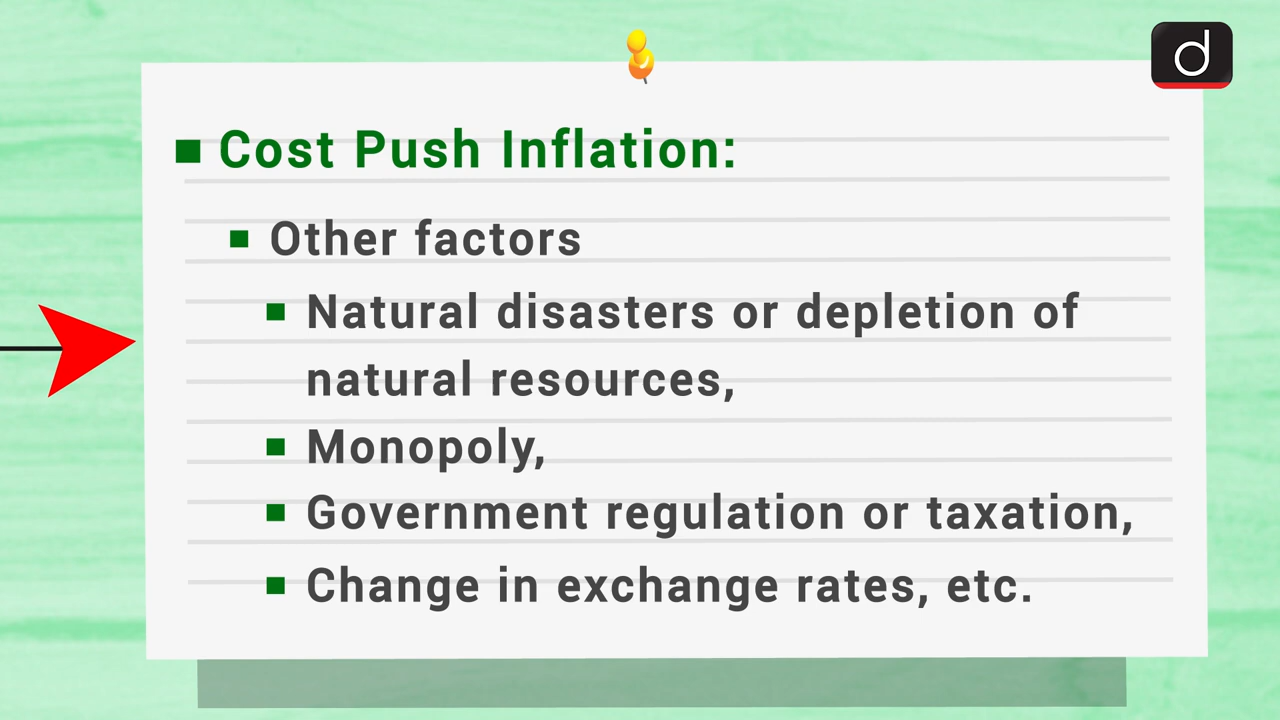 d
Cost Push Inflation:
Other factors
Natural disasters or depletion of
natural resources,
Monopoly,
Government regulation or taxation,
Change in exchange rates, etc.